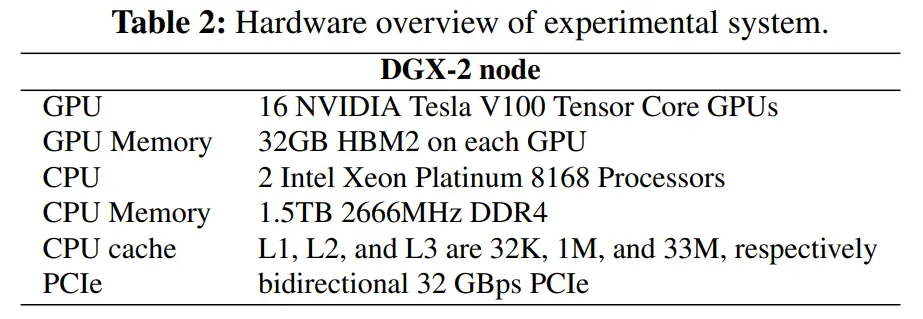 Table 2: Hardware overview of experimental system.
DGX-2 node
GPU 16 NVIDIA Tesla V100 Tensor Core GPUs
GPU Memory 32GB HBM2 on each GPU
CPU 2 Intel Xeon Platinum 8168 Processors
CPU Memory 1.5TB 2666MHz DDR4
CPU cache L1, L2, and L3 are 32K, 1M, and 33M, respectively
PCIe bidirectional 32 GBps PCIe